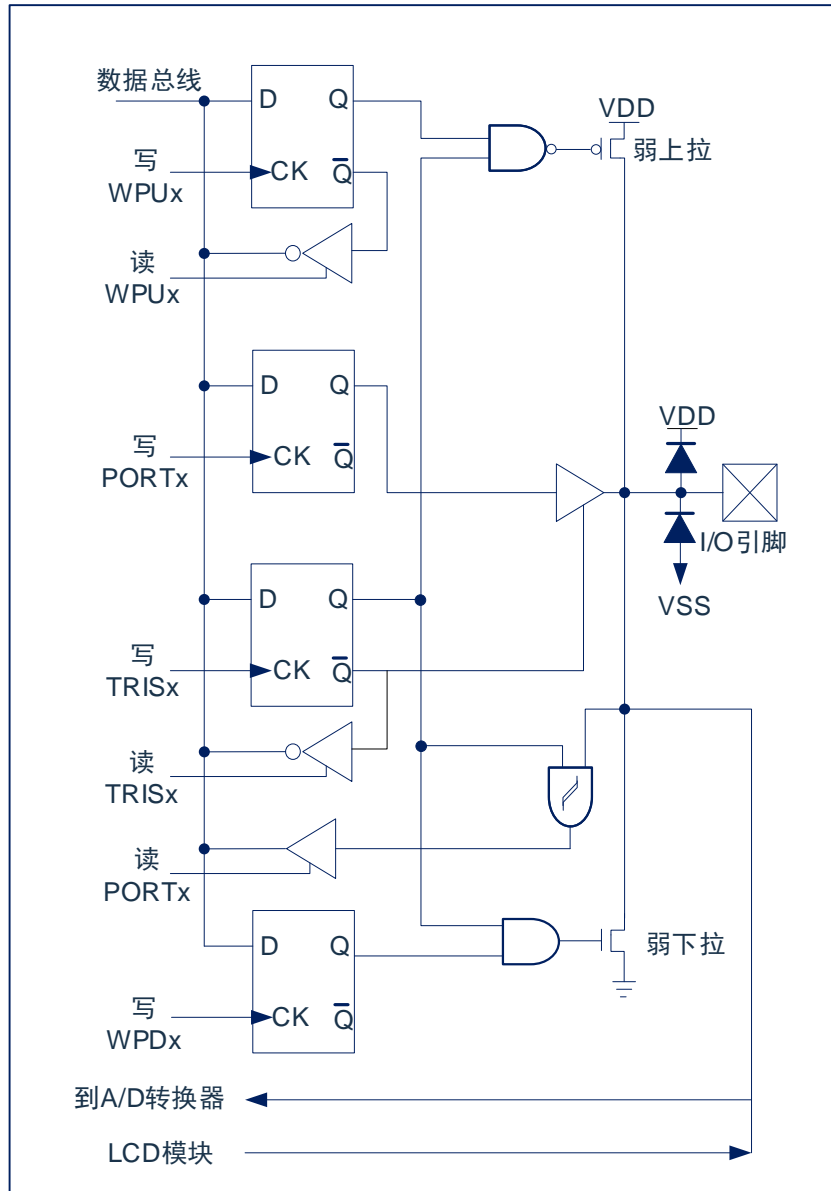 数据总线
D
Q
VDD
写
WPUx
CK
Q
弱上拉
读
WPUx
D
Q
VDD
写
PORTx
CK
Q
I/O引脚
VSS
D
Q
写
TRISx
CK
Q
读
TRISx
读
PORTx
D
Q
弱下拉
写
WPDx
CK
Q
到A/D转换器
LCD模块